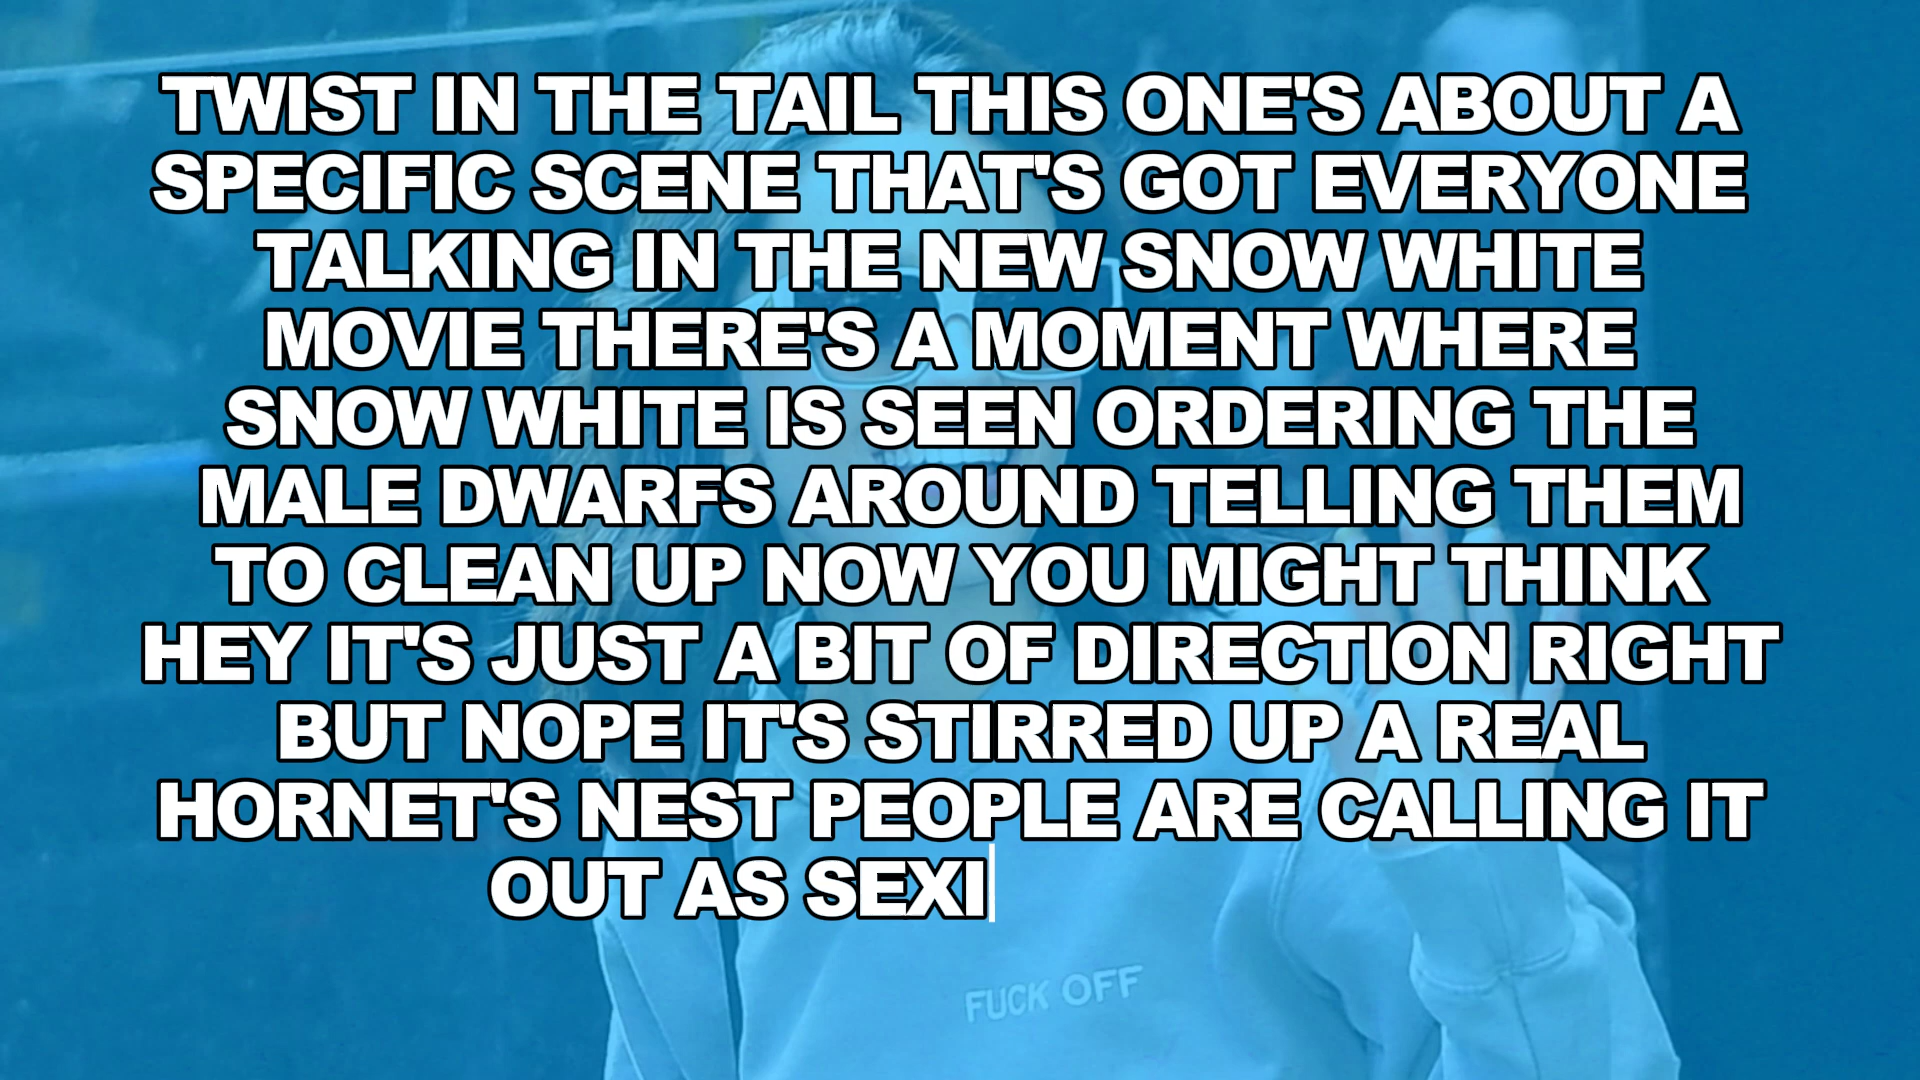 TWIST IN THE TAIL THIS ONE'S ABOUT A
SPECIFIC SCENE THAT'S GOT EVERYONE
TALKING IN THE NEW SNOW WHITE
MOVIE THERE'S A MOMENT WHERE
SNOW WHITE IS SEEN ORDERING THE
MALE DWARFS AROUND TELLING THEM
TO CLEAN UP NOW YOU MIGHT THINK
HEY IT'S JUST A BIT OF DIRECTION RIGHT
BUT NOPE IT'S STIRRED UP A REAL
HORNET'S NEST PEOPLE ARE CALLING IT
OUT AS SEXI
FUCK OFF